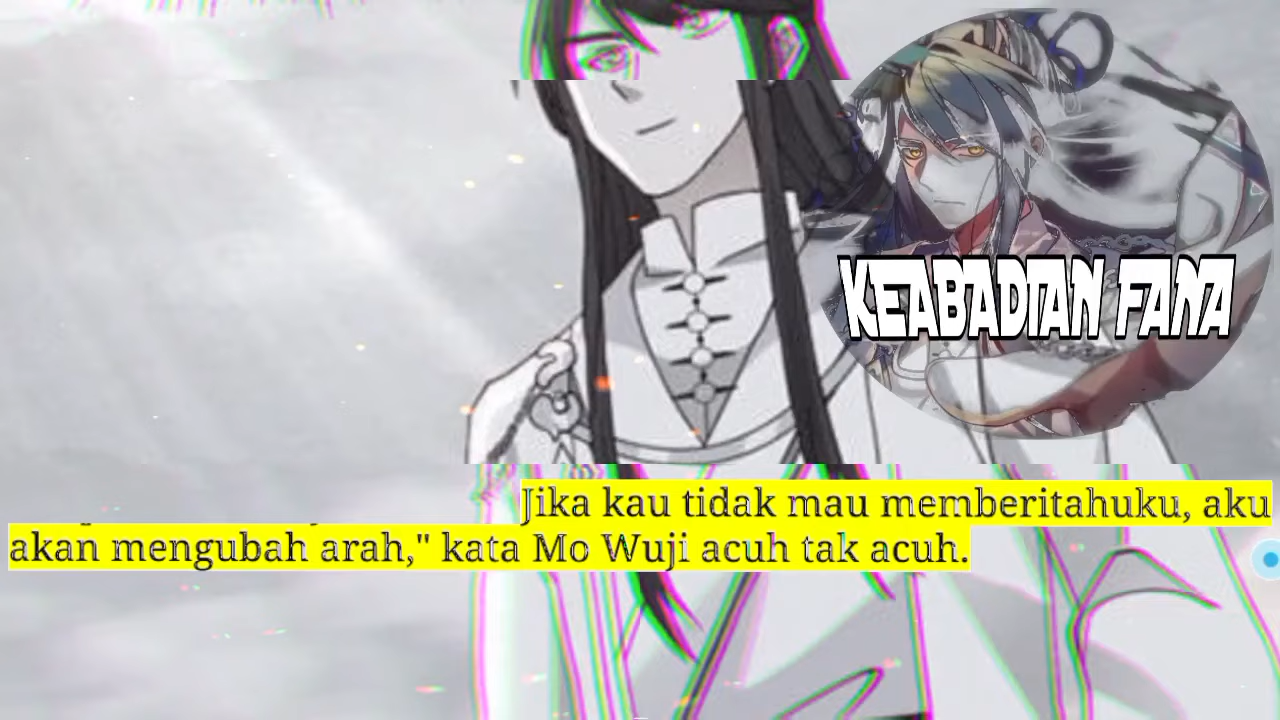 KEABADIAN FANA
Jika kau tidak mau memberitahuku, aku
akan mengubah arah," kata Mo Wuji acuh tak acuh.